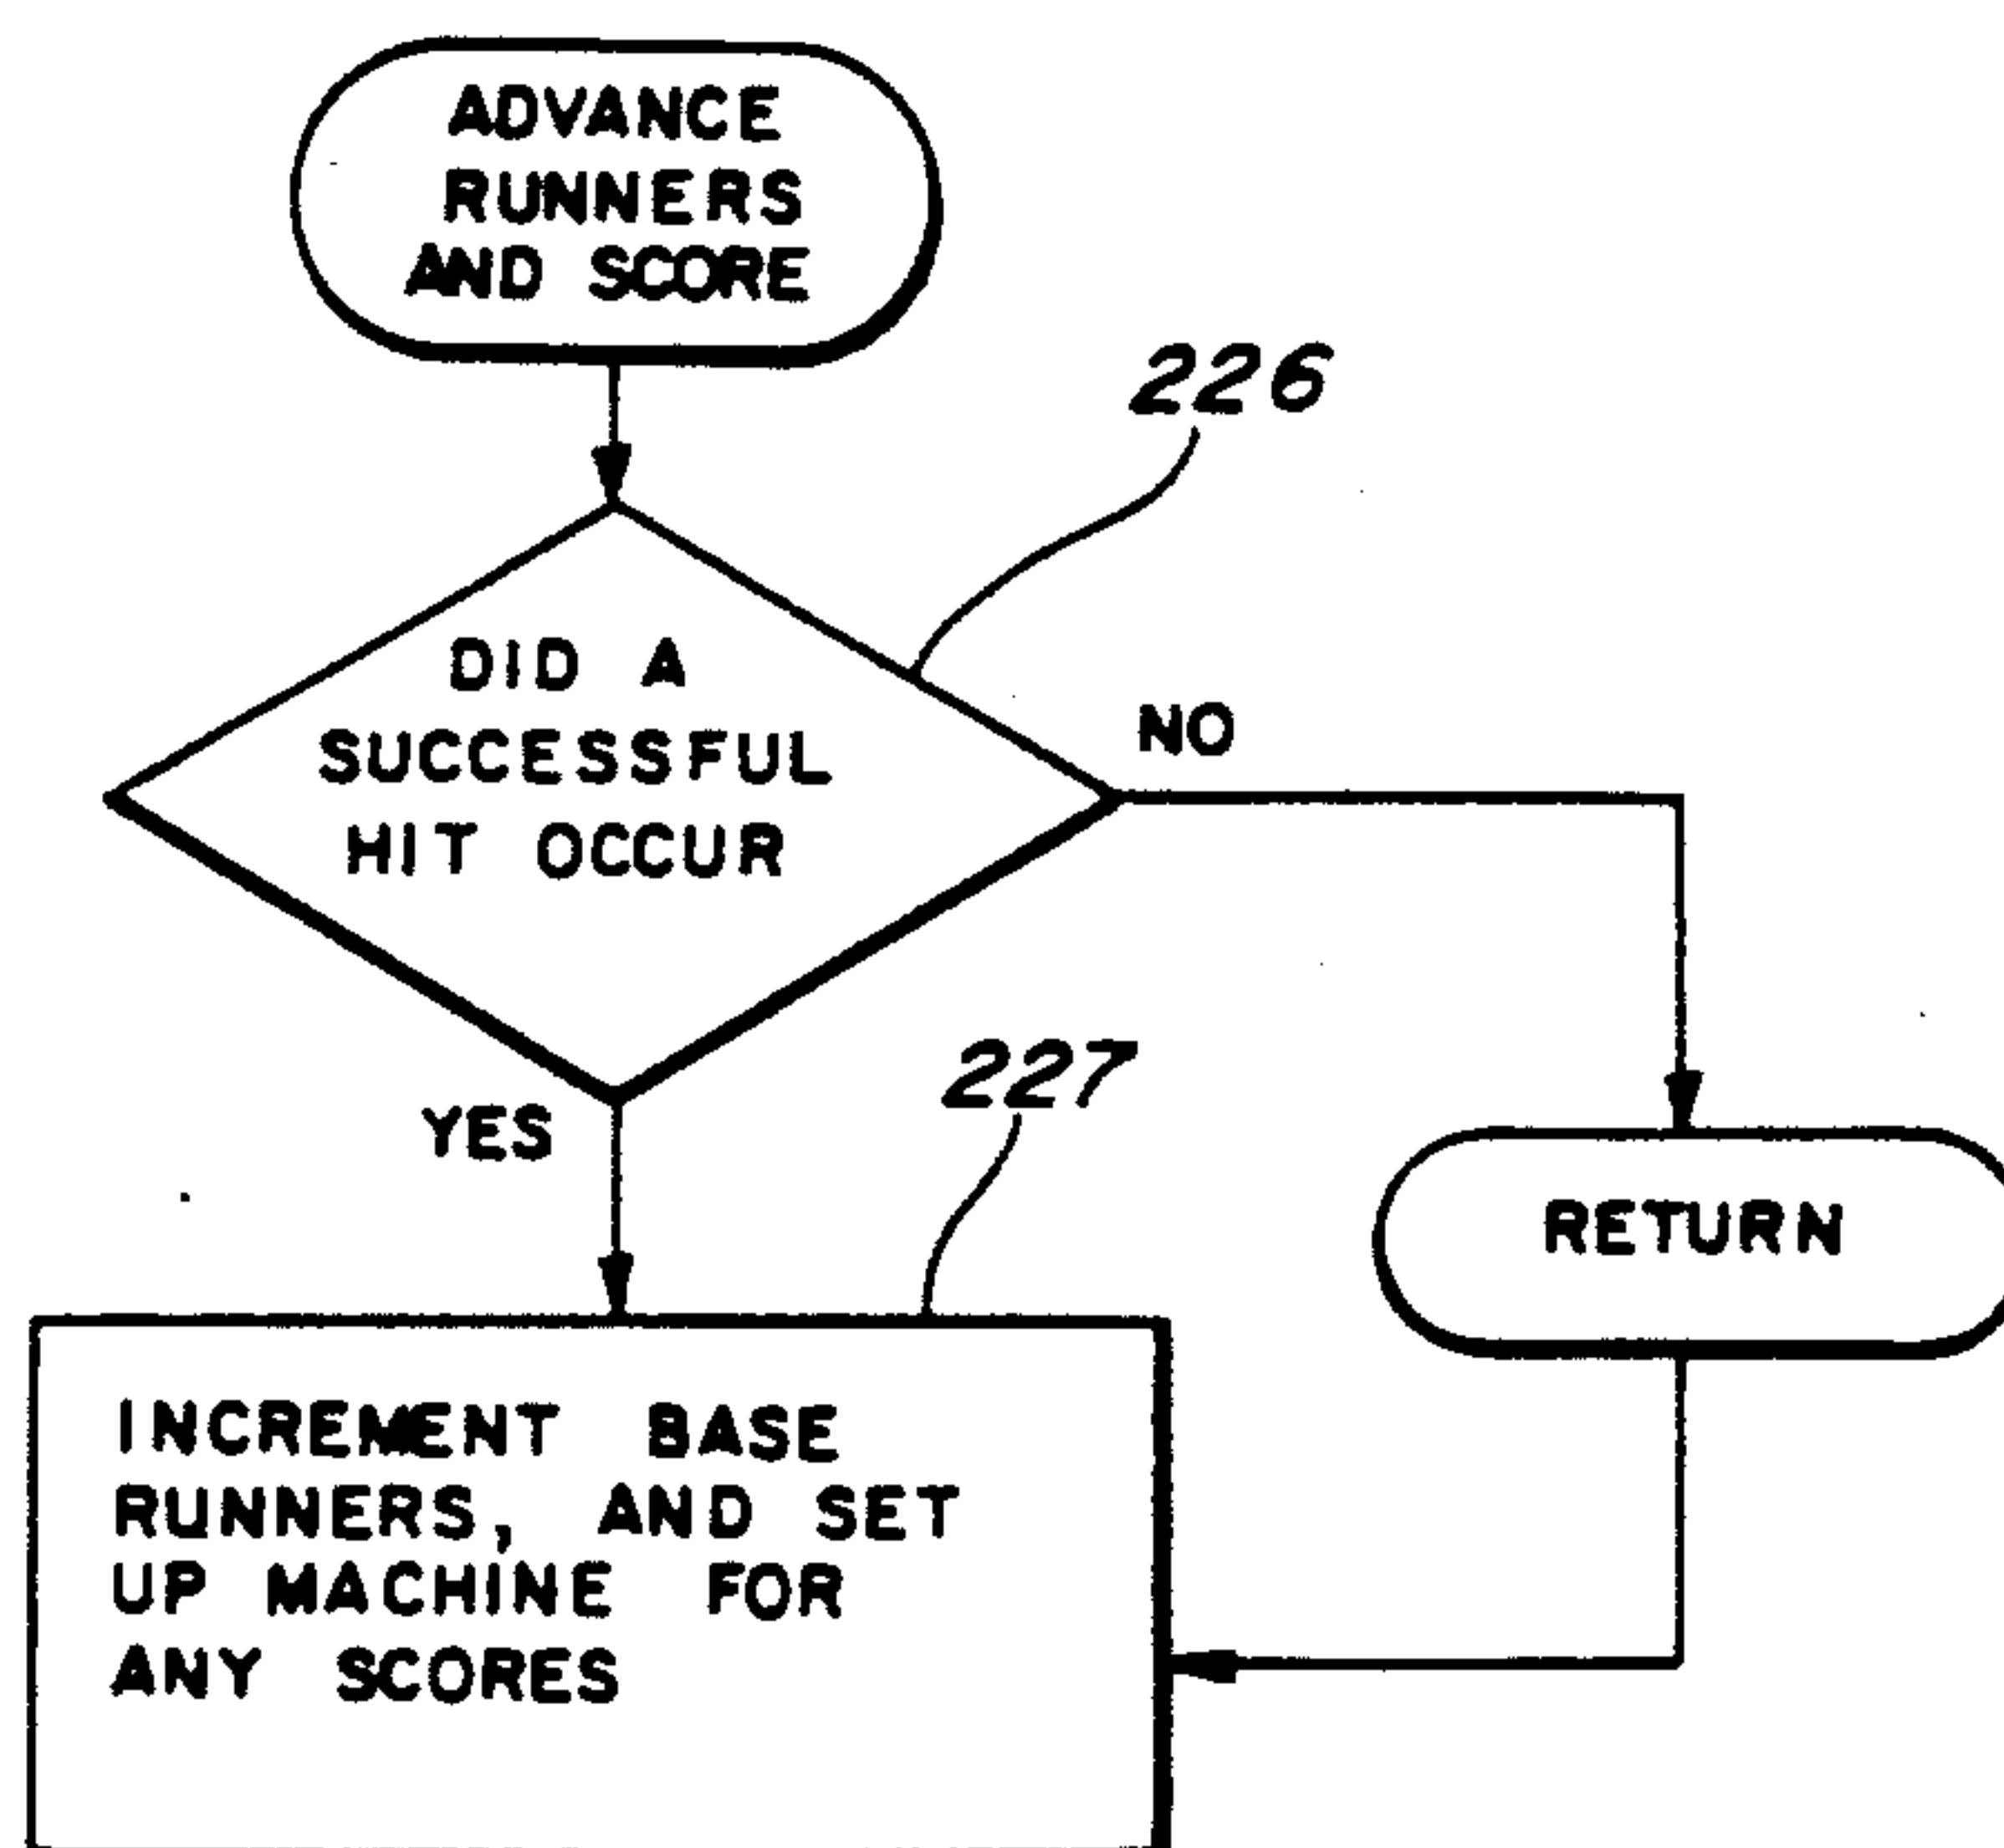 ADVANCE
RUNNERS
AND SCORE
226
DID A
SUCCESSFUL
HIT OCCUR
NO
YES
227
RETURN
INCREMENT BASE
RUNNERS, AND SET
UP MACHINE FOR
ANY SCORES